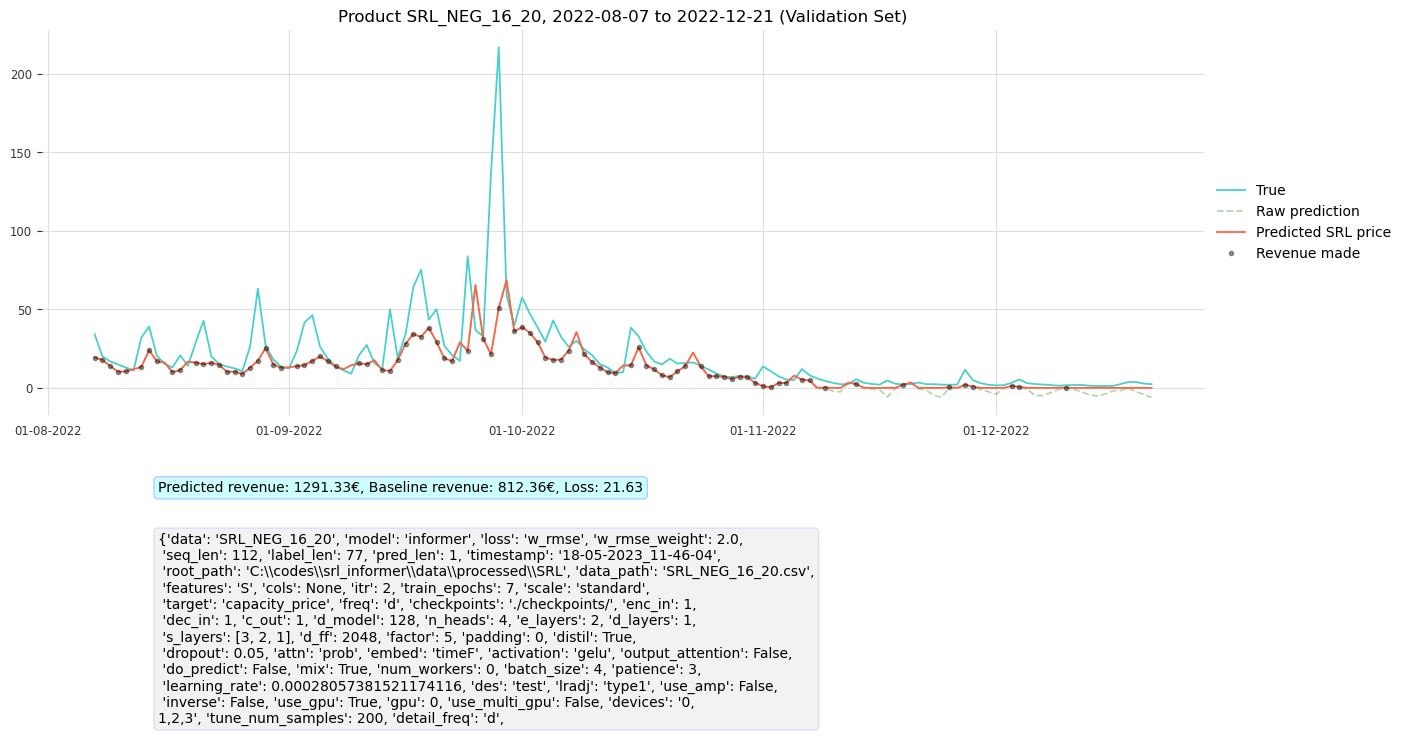 Product SRL_NEG_16_20, 2022-08-07 to 2022-12-21 (Validation Set)
200
150
100
50
0
01-08-2022
01-09-2022
01-10-2022
01-11-2022
01-12-2022
True
Raw prediction
Predicted SRL price
Revenue made
Predicted revenue: 1291.33€, Baseline revenue: 812.36€, Loss: 21.63
{'data': 'SRL_NEG_16_20', 'model': 'informer', 'loss': 'w_rmse', 'w_rmse_weight': 2.0,
'seq_len': 112, 'label_len': 77, 'pred_len': 1, 'timestamp': '18-05-2023_11-46-04',
'root_path': 'C:\\codes\\srl_informer\\data\\processed\\SRL', 'data_path': 'SRL_NEG_16_20.csv',
'features': 'S', 'cols': None, 'itr': 2, 'train_epochs': 7, 'scale': 'standard',
'target': 'capacity_price', 'freq': 'd', 'checkpoints': './checkpoints/', 'enc_in': 1,
'dec_in': 1, 'c_out': 1, 'd_model': 128, 'n_heads': 4, 'e_layers': 2, 'd_layers': 1,
's_layers': [3, 2, 1], 'd_ff': 2048, 'factor': 5, 'padding': 0, 'distil': True,
'dropout': 0.05, 'attn': 'prob', 'embed': 'timeF', 'activation': 'gelu', 'output_attention': False,
'do_predict': False, 'mix': True, 'num_workers': 0, 'batch_size': 4, 'patience': 3,
'learning_rate': 0.00028057381521174116, 'des': 'test', 'lradj': 'type1', 'use_amp': False,
'inverse': False, 'use_gpu': True, 'gpu': 0, 'use_multi_gpu': False, 'devices': '0,
1,2,3', 'tune_num_samples': 200, 'detail_freq': 'd',